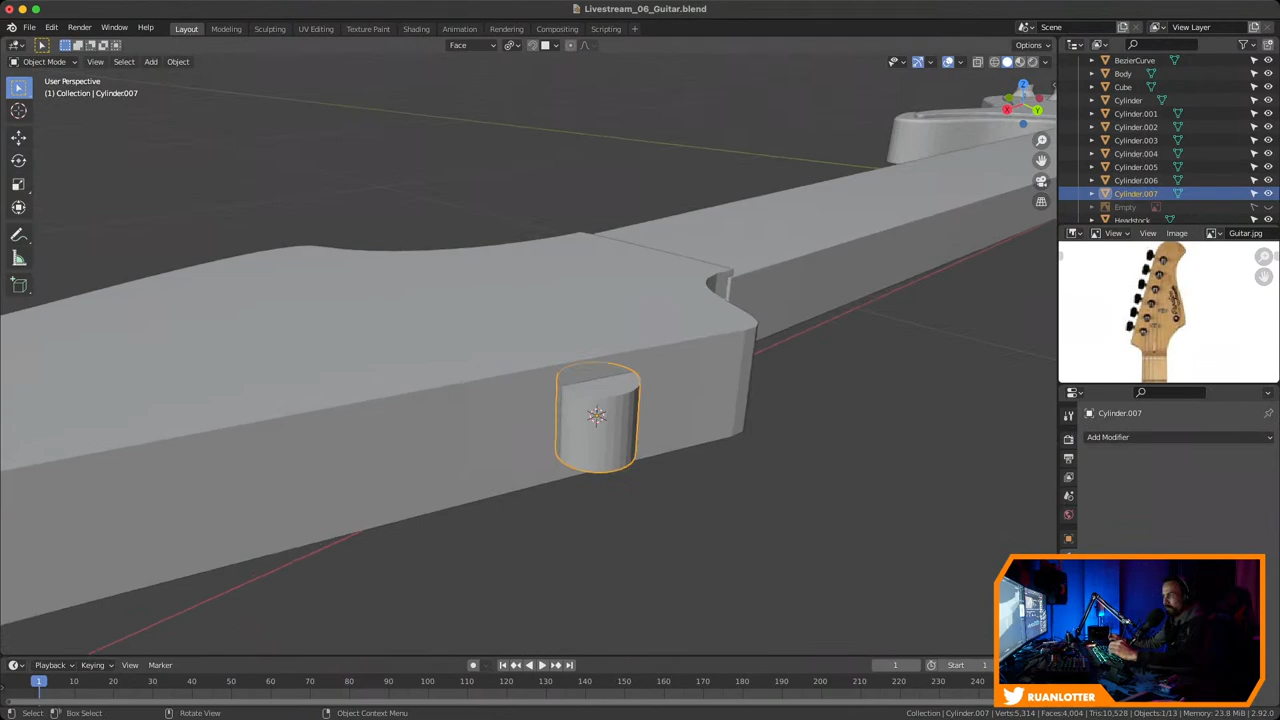 Livestream_06_Guitar.blend
File Edit Render Window Help Layout Modeling Sculpting UV Editing Texture Paint Shading Animation Rendering Compositing Scripting + Scene View Layer
Face Options
Object Mode View Select Add Object
User Perspective
(1) Collection | Cylinder.007
Z
X
Y
BezierCurve
Body
Cube
Cylinder
Cylinder.001
Cylinder.002
Cylinder.003
Cylinder.004
Cylinder.005
Cylinder.006
Cylinder.007
Empty
Headstock
View View Image Guitar.jpg
Cylinder.007
Add Modifier
RUANLOTTER
Playback Keying View Marker 1 Start 1
1 10 20 30 40 50 60 70 80 90 100 110 120 130 140 150 160 170 180 190 200 210 220 230 240
Select Box Select Rotate View Object Context Menu Collection | Cylinder.007 | Verts:5,314 | Faces:4,004 | Tris:10,528 | Objects:1/13 | Memory: 23.8 MiB | 2.92.0